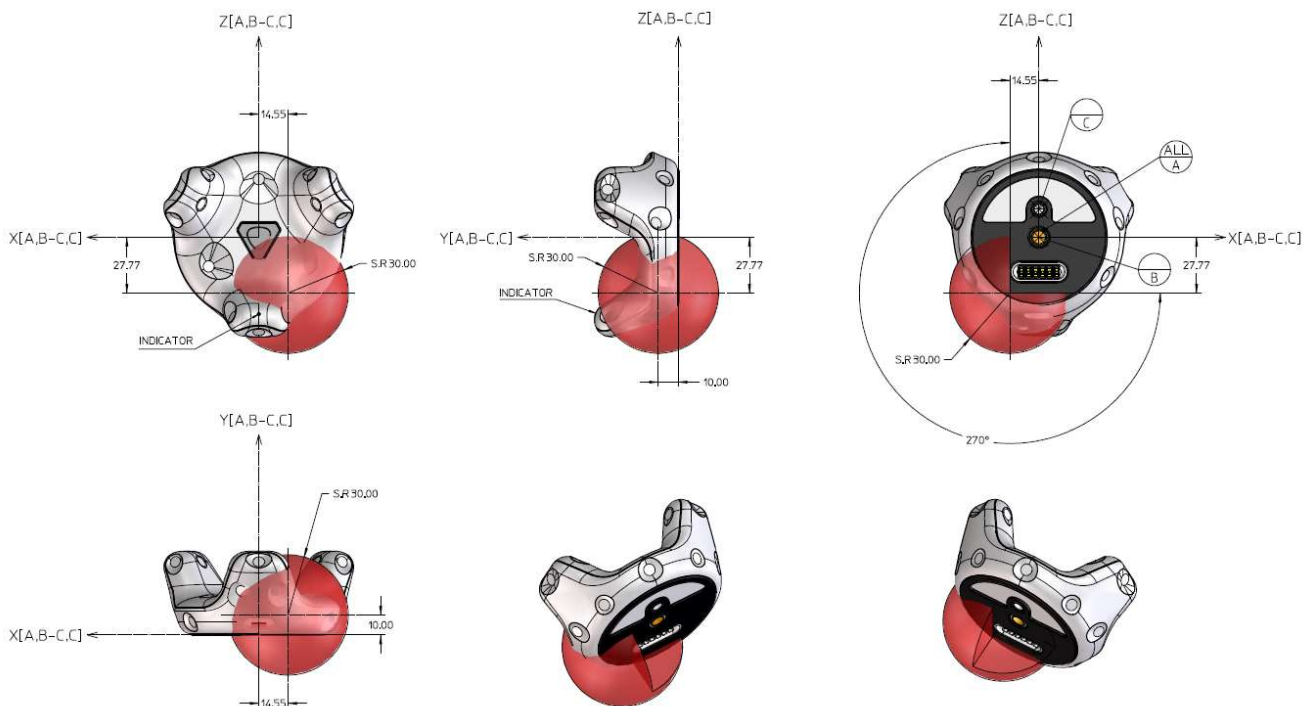 Z[A,B-C,C]
14.55
X[A,B-C,C]
27.77
S.R30.00
INDICATOR
Z[A,B-C,C]
Y[A,B-C,C]
S.R30.00
27.77
INDICATOR
10.00
Z[A,B-C,C]
14.55
C
ALL
A
X[A,B-C,C]
27.77
B
S.R30.00
270°
Y[A,B-C,C]
S.R30.00
X[A,B-C,C]
10.00
14.55